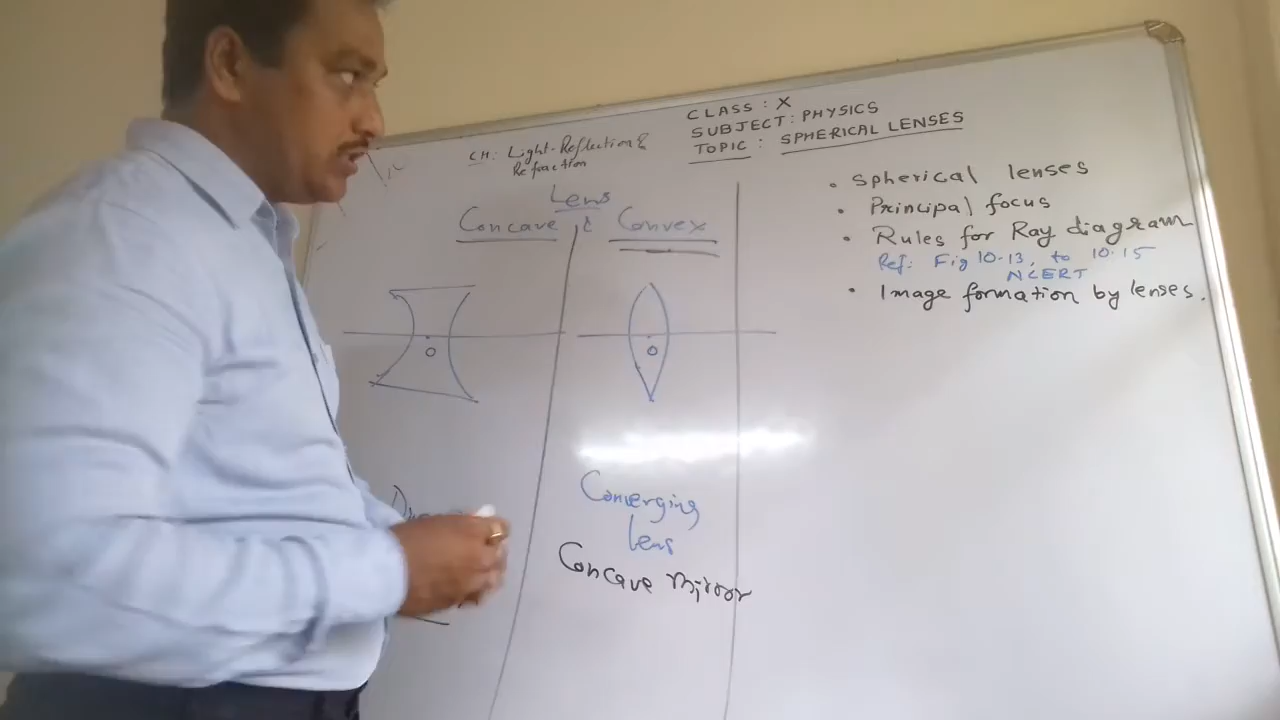 CLASS : X
SUBJECT: PHYSICS
TOPIC : SPHERICAL LENSES
CH: Light-Reflection &
Refraction
Lens
Concave
Convex
O
O
Converging
Lens
Concave Mirror
• Spherical lenses
• Principal focus
• Rules for Ray diagram
Ref: Fig 10.13, to 10.15
NCERT
• Image formation by lenses.